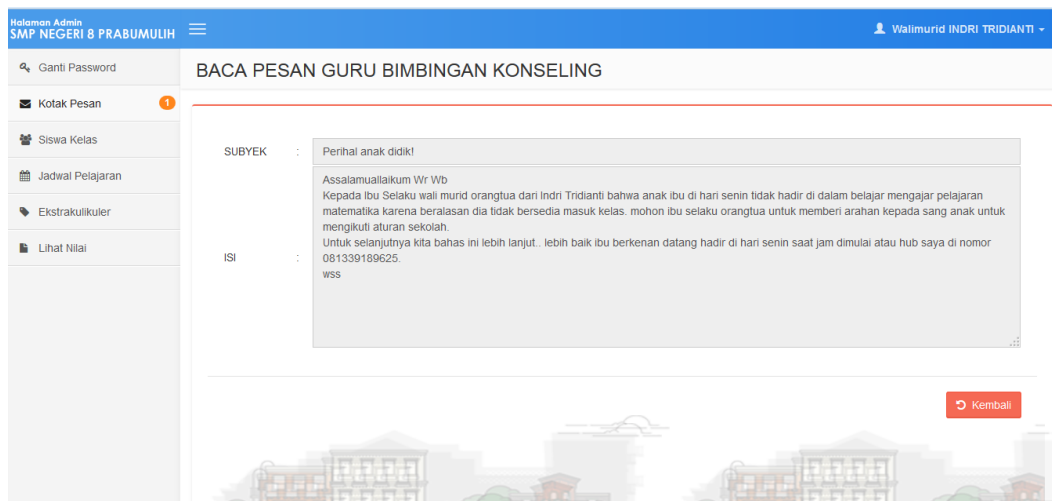 Halaman Admin
SMP NEGERI 8 PRABUMULIH
Walimurid INDRI TRIDIANTI
Ganti Password
Kotak Pesan 1
Siswa Kelas
Jadwal Pelajaran
Ekstrakulikuler
Lihat Nilai
BACA PESAN GURU BIMBINGAN KONSELING
SUBYEK : Perihal anak didik!
ISI :
Assalamuallaikum Wr Wb
Kepada Ibu Selaku wali murid orangtua dari Indri Tridianti bahwa anak ibu di hari senin tidak hadir di dalam belajar mengajar pelajaran
matematika karena beralasan dia tidak bersedia masuk kelas. mohon ibu selaku orangtua untuk memberi arahan kepada sang anak untuk
mengikuti aturan sekolah.
Untuk selanjutnya kita bahas ini lebih lanjut.. lebih baik ibu berkenan datang hadir di hari senin saat jam dimulai atau hub saya di nomor
081339189625.
wss
Kembali